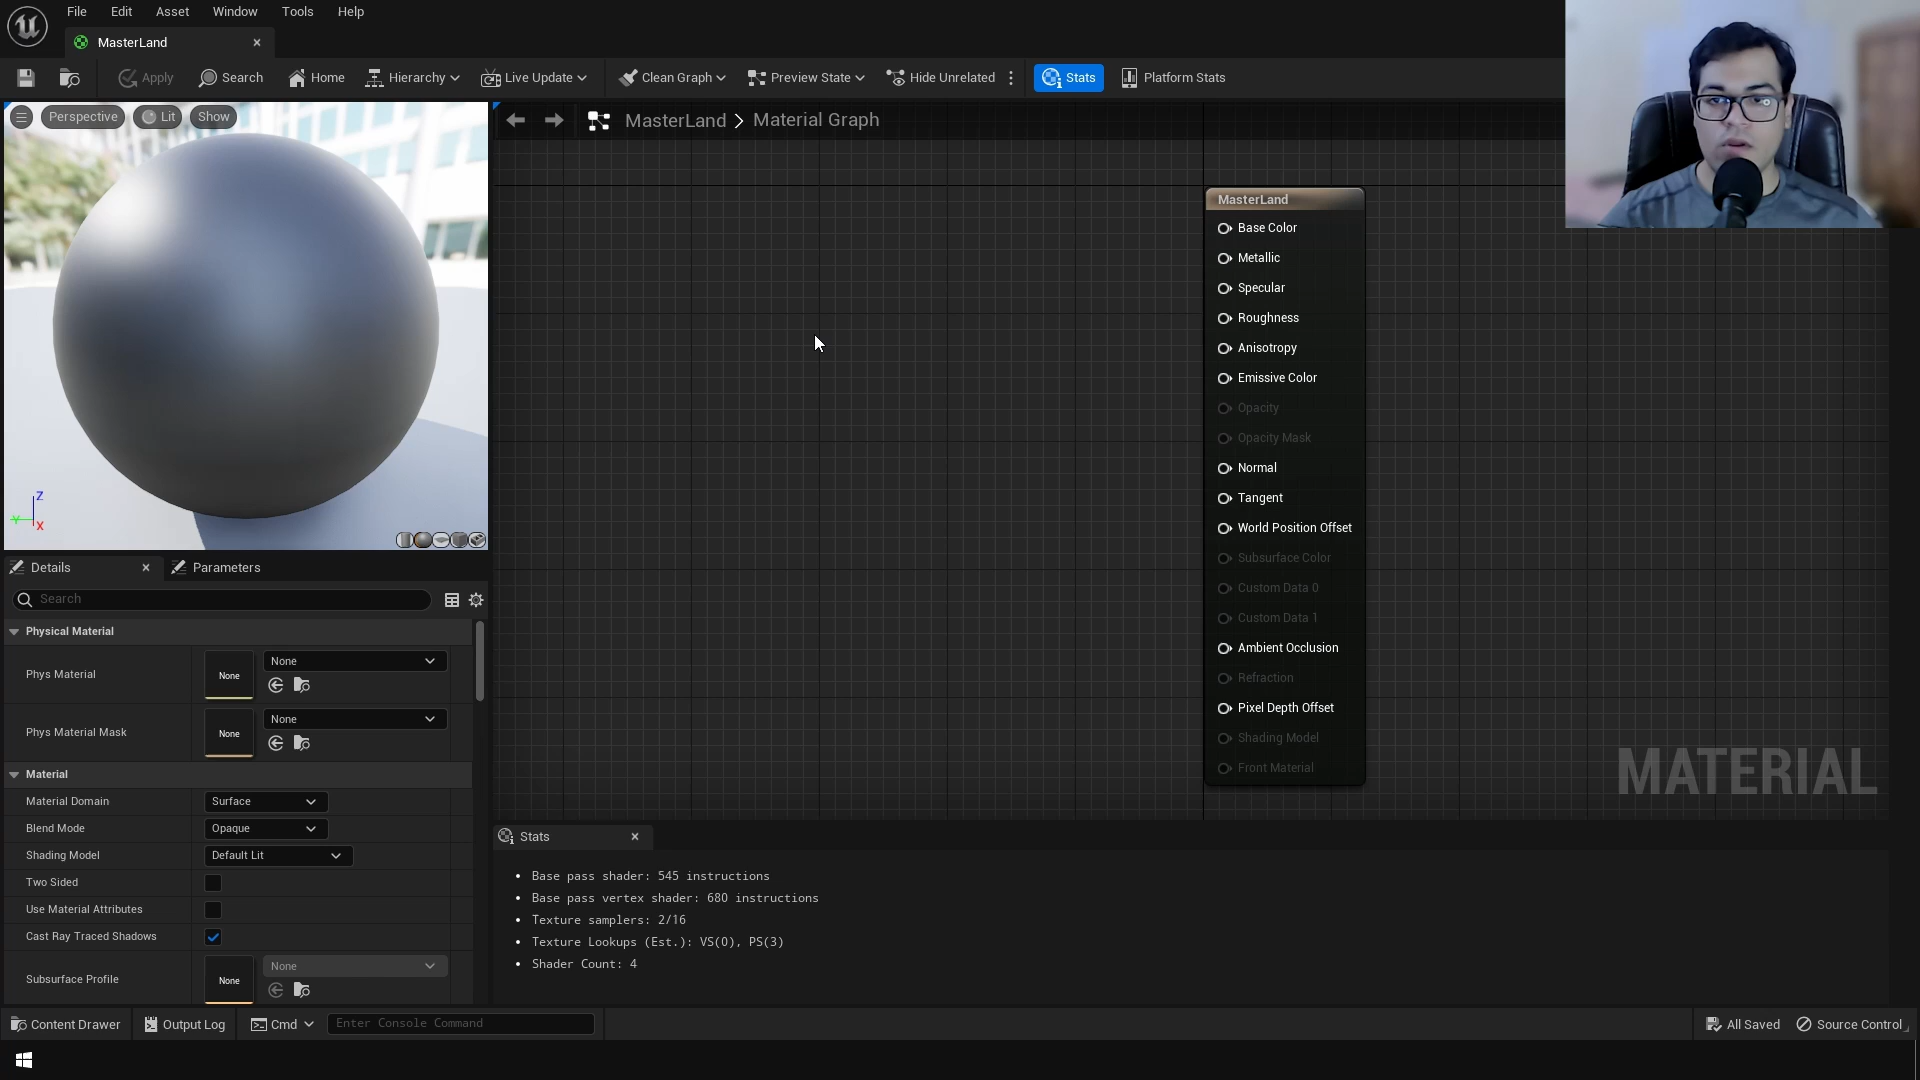 File Edit Asset Window Tools Help
MasterLand
Apply Search Home Hierarchy Live Update Clean Graph Preview State Hide Unrelated Stats Platform Stats
Perspective Lit Show
MasterLand > Material Graph
MasterLand
Base Color
Metallic
Specular
Roughness
Anisotropy
Emissive Color
Opacity
Opacity Mask
Normal
Tangent
World Position Offset
Subsurface Color
Custom Data 0
Custom Data 1
Ambient Occlusion
Refraction
Pixel Depth Offset
Shading Model
Front Material
MATERIAL
Z
Y
X
Details Parameters
Search
Physical Material
Phys Material None None
Phys Material Mask None None
Material
Material Domain Surface
Blend Mode Opaque
Shading Model Default Lit
Two Sided
Use Material Attributes
Cast Ray Traced Shadows
Subsurface Profile None None
Stats
• Base pass shader: 545 instructions
• Base pass vertex shader: 680 instructions
• Texture samplers: 2/16
• Texture Lookups (Est.): VS(0), PS(3)
• Shader Count: 4
Content Drawer Output Log Cmd Enter Console Command All Saved Source Control